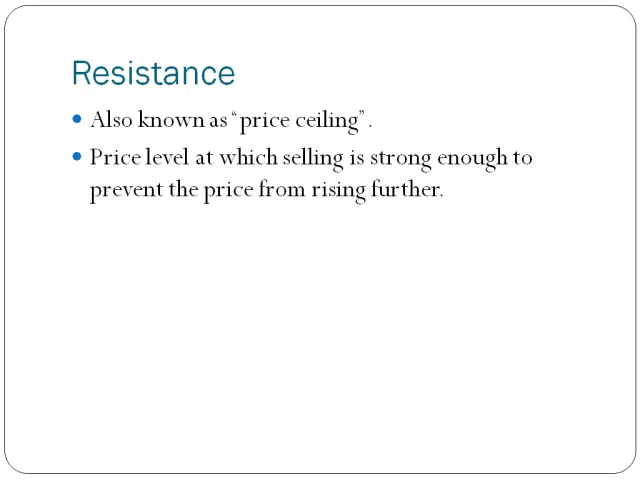 Resistance
Also known as “price ceiling”.
Price level at which selling is strong enough to
prevent the price from rising further.